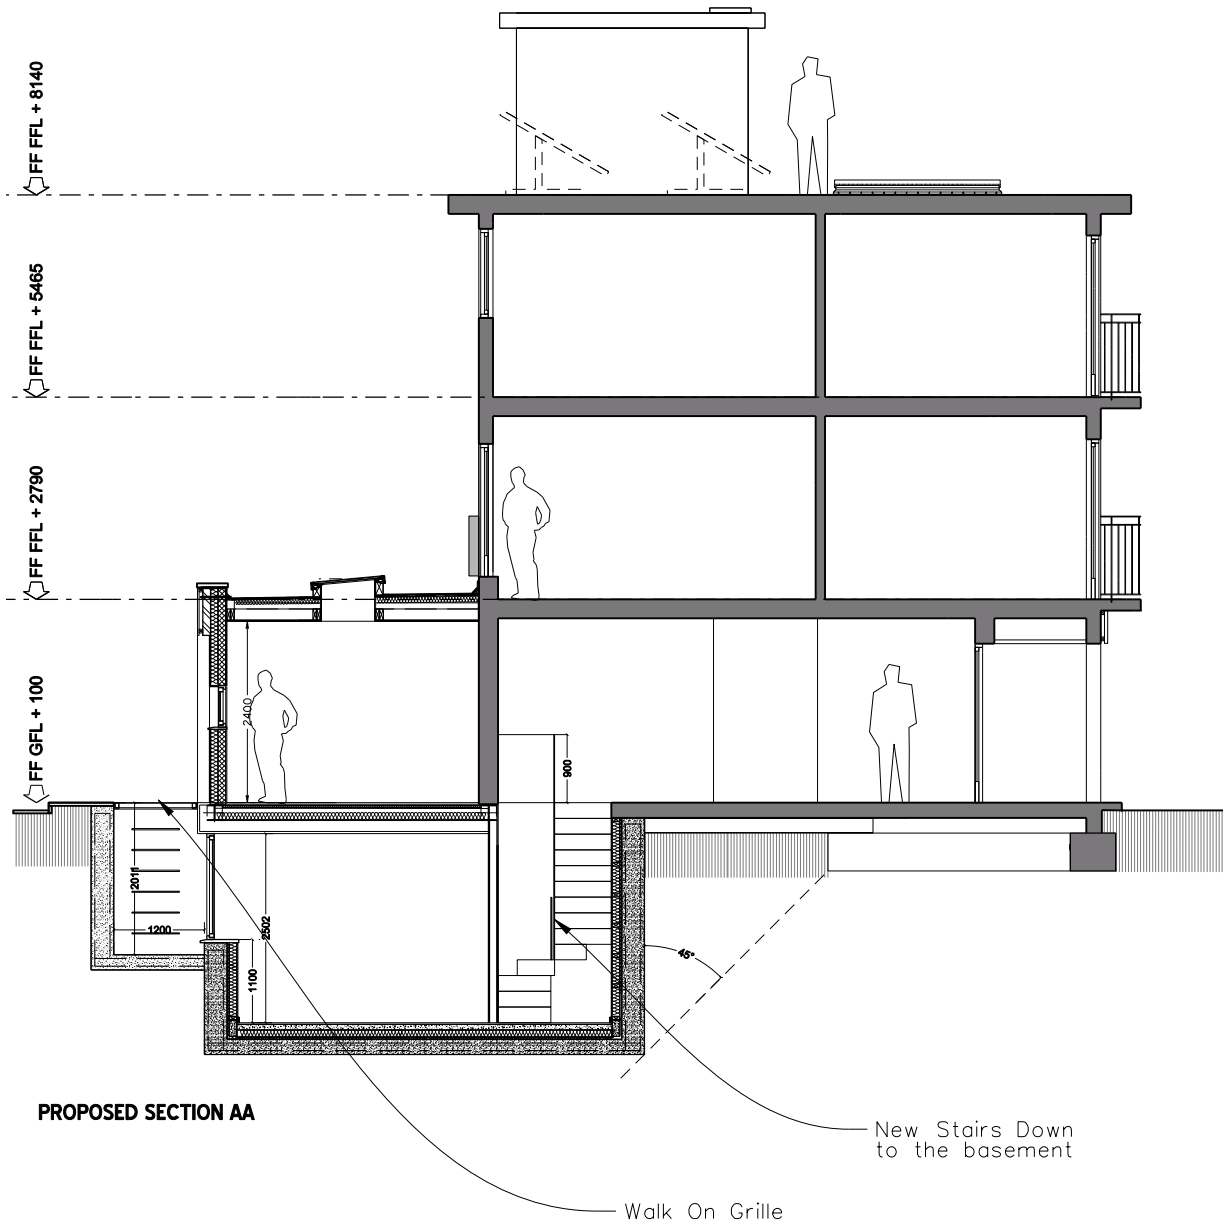 FF FFL + 8140
FF FFL + 5465
FF FFL + 2790
FF GFL + 100
2400
900
2011
1200
2502
1100
45°
PROPOSED SECTION AA
New Stairs Down
to the basement
Walk On Grille